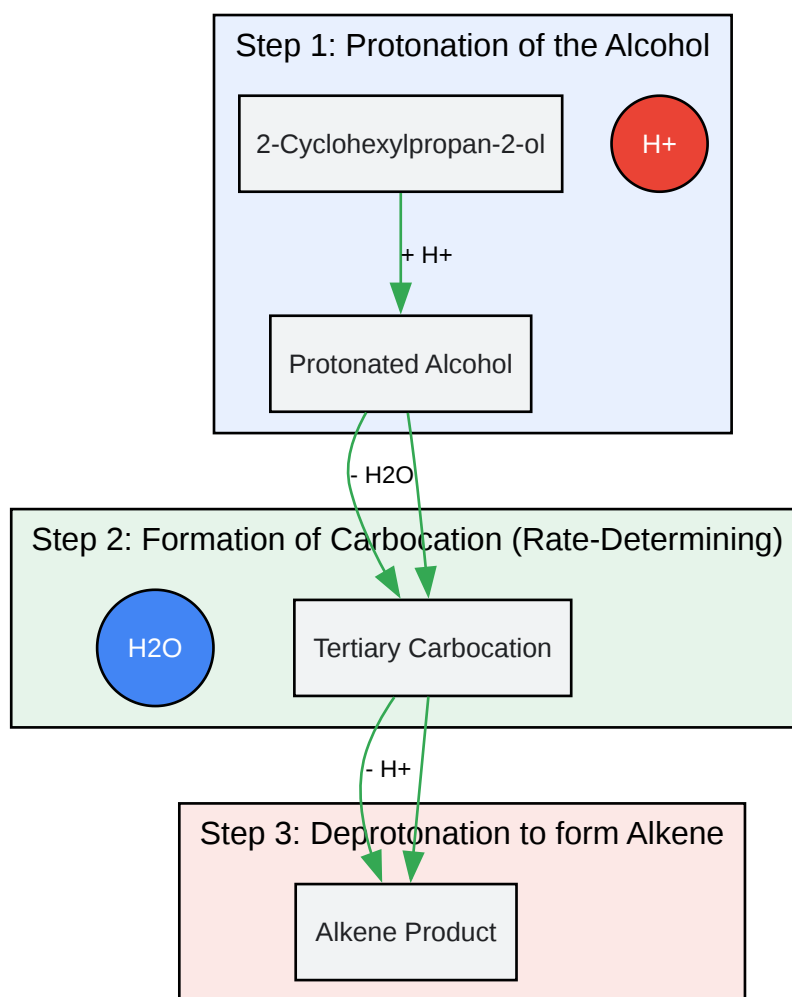 Step 1: Protonation of the Alcohol
2-Cyclohexylpropan-2-ol
H+
+ H+
Protonated Alcohol
- H2O
Step 2: Formation of Carbocation (Rate-Determining)
H2O
Tertiary Carbocation
- H+
Step 3: Deprotonation to form Alkene
Alkene Product